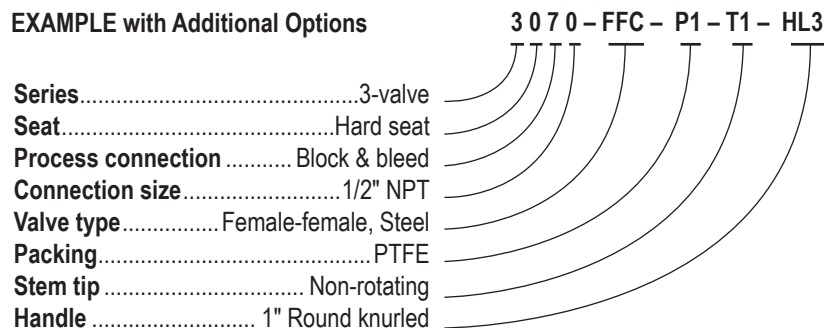 EXAMPLE with Additional Options
3 0 7 0 – FFC – P1 – T1 – HL3
Series................................................3-valve
Seat...............................................Hard seat
Process connection ........... Block & bleed
Connection size...........................1/2" NPT
Valve type................Female-female, Steel
Packing................................................PTFE
Stem tip .................................. Non-rotating
Handle ......................... 1" Round knurled